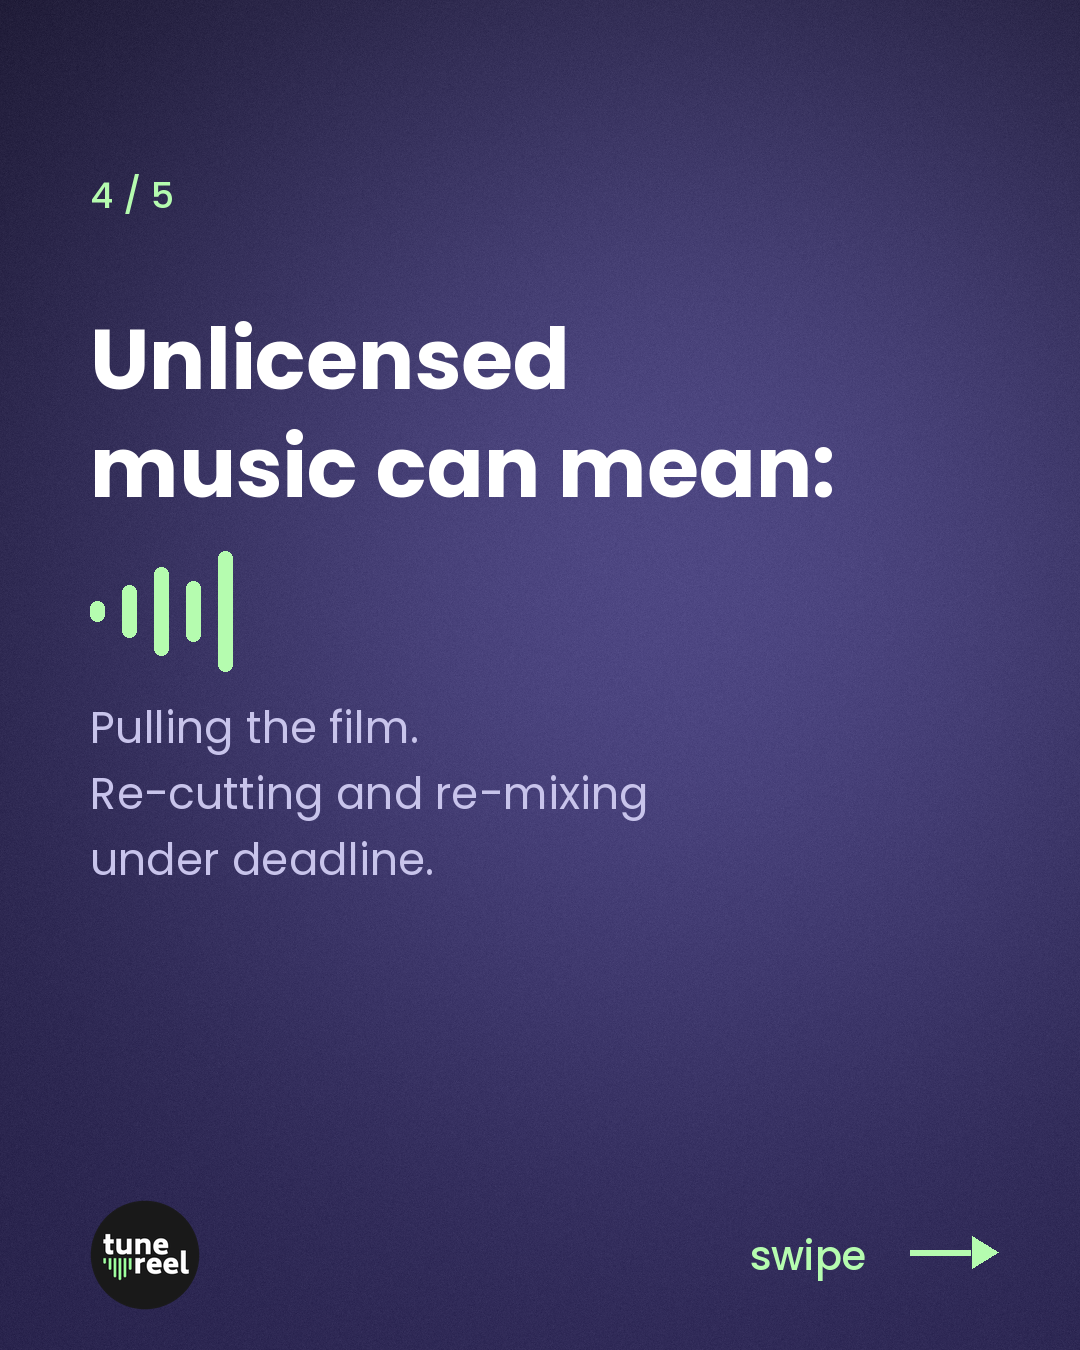 4 / 5
Unlicensed
music can mean:
Pulling the film.
Re-cutting and re-mixing
under deadline.
tune
reel
swipe